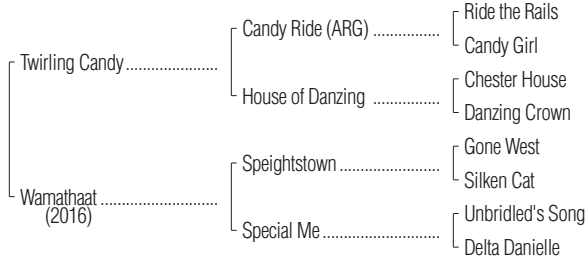 Ride the Rails
Candy Ride (ARG) ................
Candy Girl
Twirling Candy ......................
Chester House
House of Danzing ................
Danzing Crown
Gone West
Speightstown ........................
Silken Cat
Wamathaat ............................
(2016)
Unbridled's Song
Special Me ............................
Delta Danielle